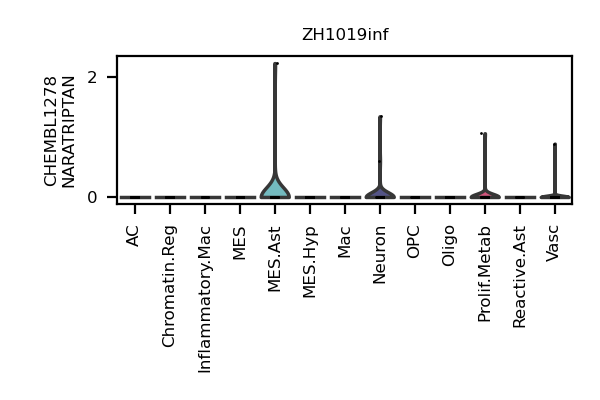 ZH1019inf
CHEMBL1278
NARATRIPTAN
2
0
AC
Chromatin.Reg
Inflammatory.Mac
MES
MES.Ast
MES.Hyp
Mac
Neuron
OPC
Oligo
Prolif.Metab
Reactive.Ast
Vasc